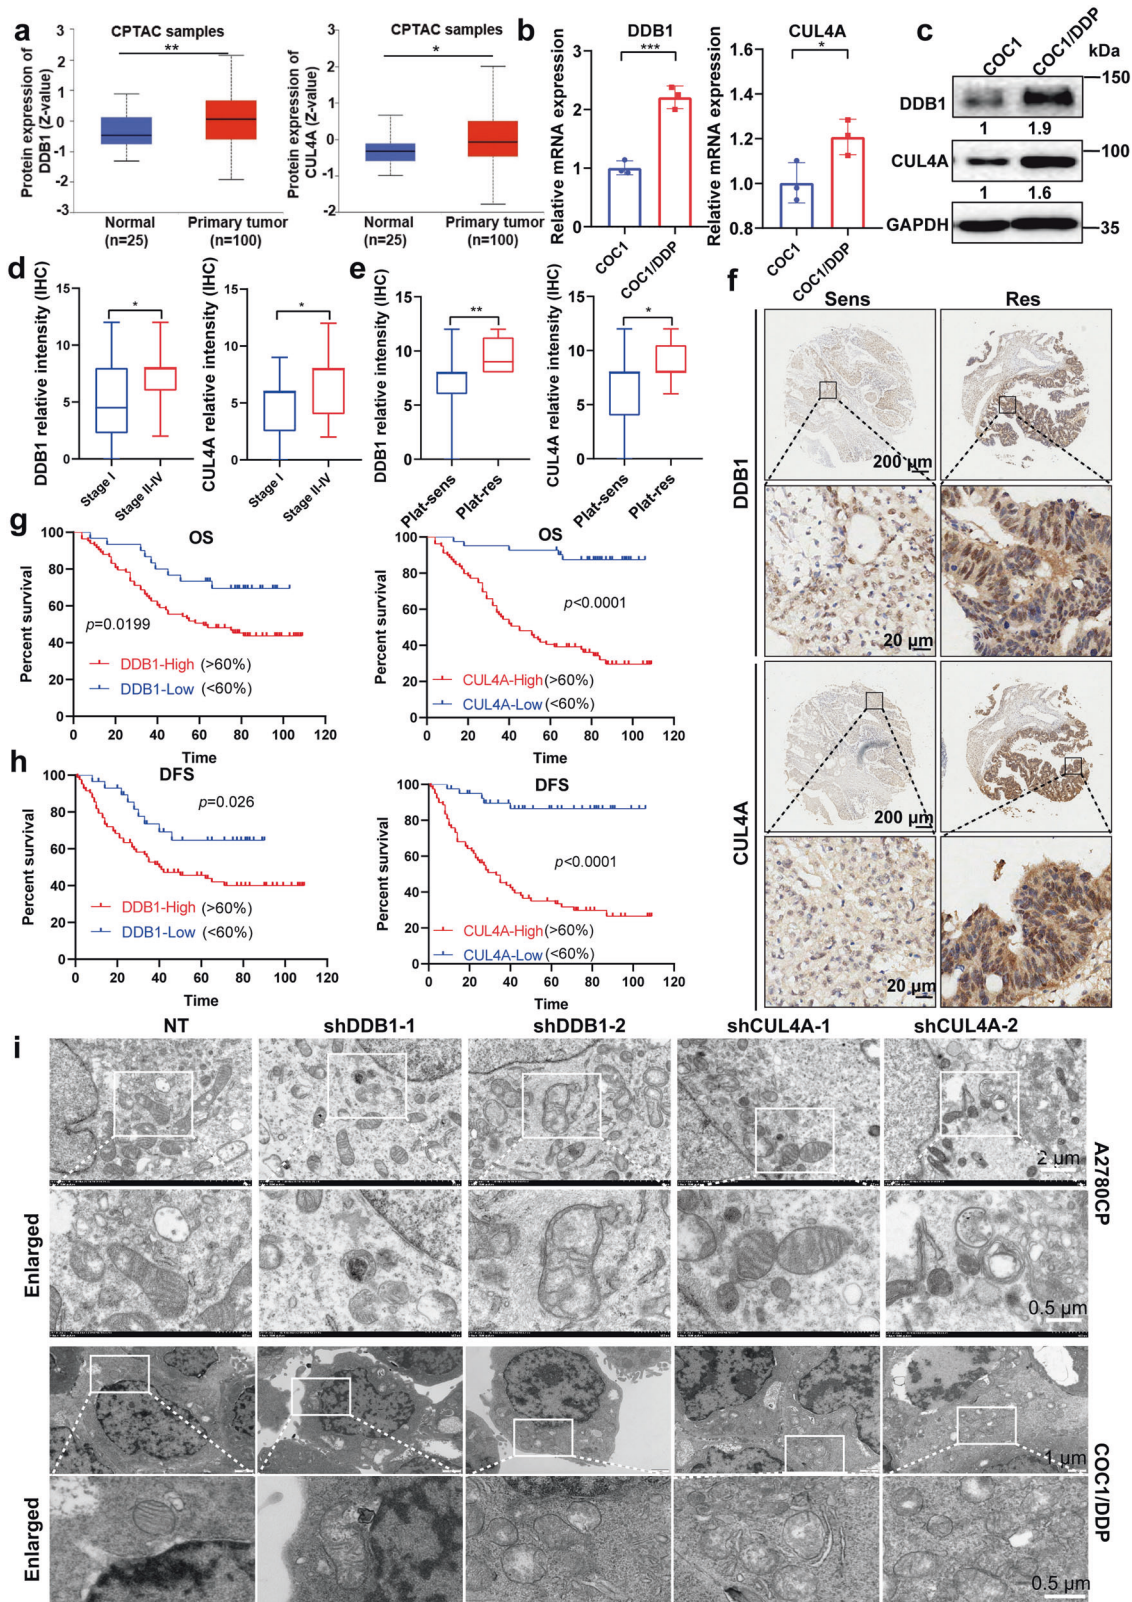 a
CPTAC samples
**
Protein expression of
DDB1 (Z-value)
3
2
1
0
-1
-2
-3
Normal
(n=25)
Primary tumor
(n=100)
CPTAC samples
*
Protein expression of
CUL4A (Z-value)
3
2
1
0
-1
-2
Normal
(n=25)
Primary tumor
(n=100)
b
DDB1
***
Relative mRNA expression
3
2
1
0
COC1
COC1/DDP
CUL4A
*
Relative mRNA expression
1.6
1.4
1.2
1.0
0.8
COC1
COC1/DDP
c
COC1
COC1/DDP
kDa
150
DDB1
1
1.9
100
CUL4A
1
1.6
GAPDH
35
d
DDB1 relative intensity (IHC)
15
10
5
0
*
Stage I
Stage II-IV
CUL4A relative intensity (IHC)
15
10
5
0
*
Stage I
Stage II-IV
e
DDB1 relative intensity (IHC)
15
10
5
0
**
Plat-sens
Plat-res
CUL4A relative intensity (IHC)
15
10
5
0
*
Plat-sens
Plat-res
f
Sens
Res
DDB1
200 µm
20 µm
CUL4A
200 µm
20 µm
g
OS
Percent survival
100
80
60
40
20
0
p=0.0199
DDB1-High (>60%)
DDB1-Low (<60%)
0 20 40 60 80 100 120
Time
OS
Percent survival
100
80
60
40
20
0
p<0.0001
CUL4A-High (>60%)
CUL4A-Low (<60%)
0 20 40 60 80 100 120
Time
h
DFS
Percent survival
100
80
60
40
20
0
p=0.026
DDB1-High (>60%)
DDB1-Low (<60%)
0 20 40 60 80 100 120
Time
DFS
Percent survival
100
80
60
40
20
0
p<0.0001
CUL4A-High (>60%)
CUL4A-Low (<60%)
0 20 40 60 80 100 120
Time
i
NT
shDDB1-1
shDDB1-2
shCUL4A-1
shCUL4A-2
2 µm
A2780CP
Enlarged
0.5 µm
1 µm
COC1/DDP
Enlarged
0.5 µm